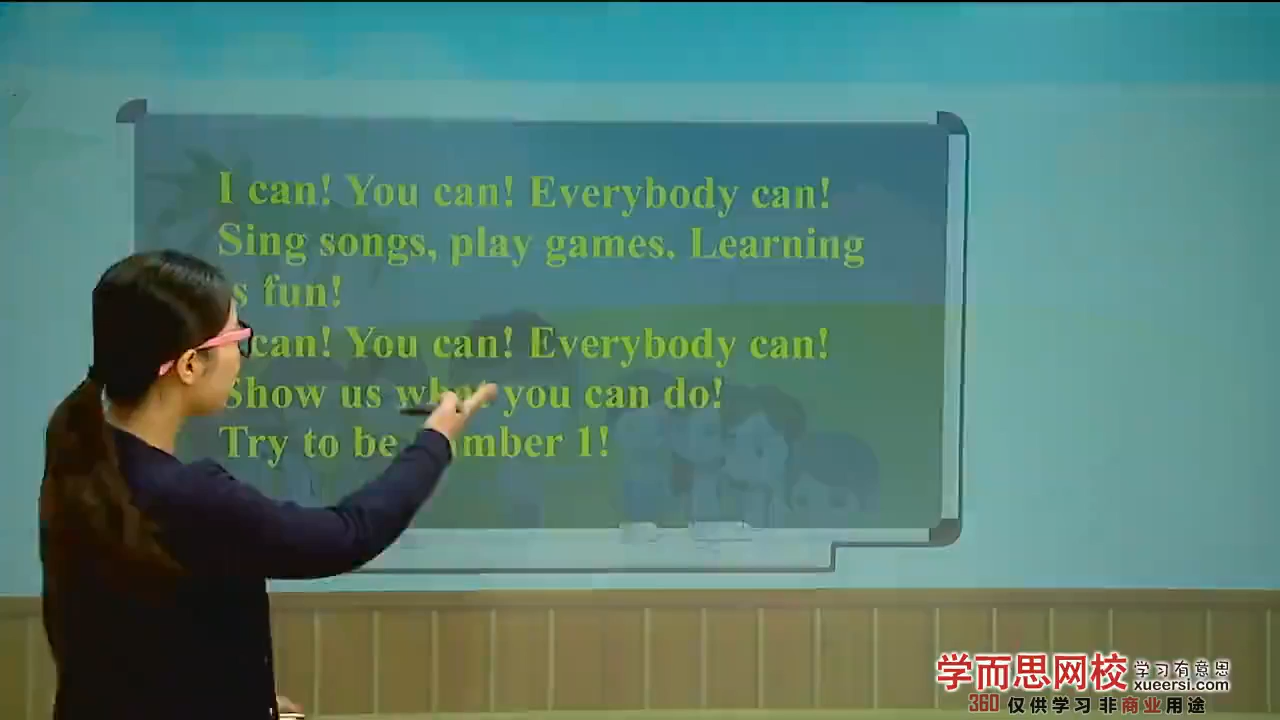 I can! You can! Everybody can!
Sing songs, play games. Learning
fun!
can! You can! Everybody can!
Show us what you can do!
Try to be 1!
学而思网校
学习有意思
xueersi.com
360 仅供学习 非商业用途